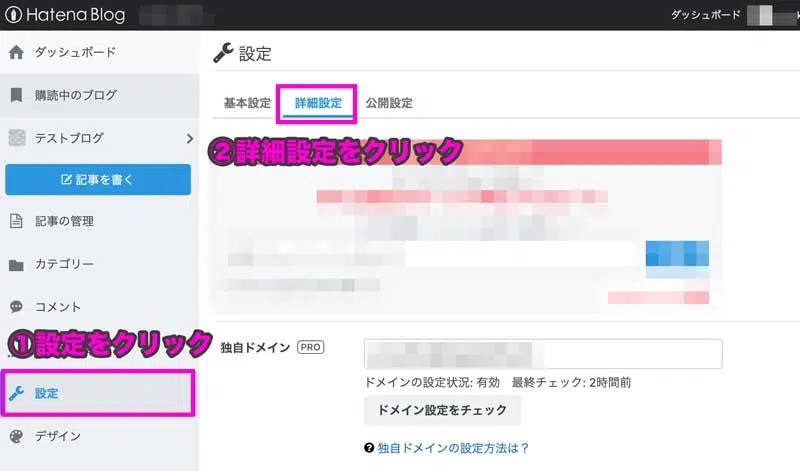 Hatena Blog
ダッシュボード
ダッシュボード
購読中のブログ
テストブログ
記事を書く
記事の管理
カテゴリー
コメント
①設定をクリック
設定
デザイン
設定
基本設定 詳細設定 公開設定
②詳細設定をクリック
独自ドメイン PRO
ドメインの設定状況: 有効 最終チェック: 2時間前
ドメイン設定をチェック
独自ドメインの設定方法は？